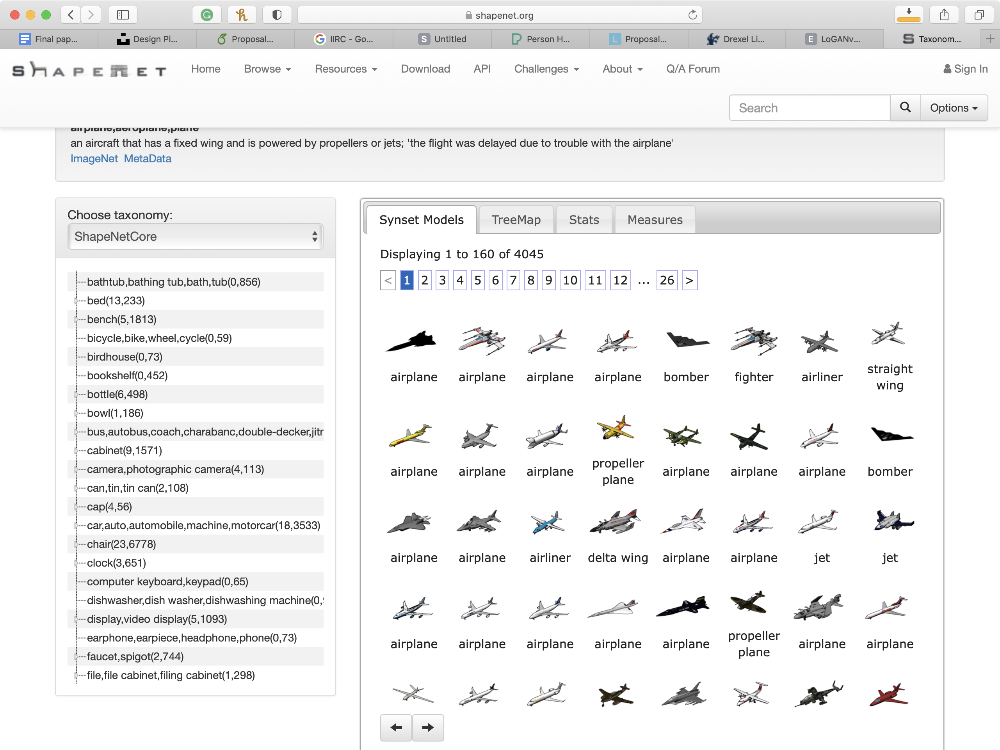 shapenet.org
Final pap...
Design Pi...
Proposal...
IIRC - Go...
Untitled
Person H...
Proposal...
Drexel Li...
LoGANv...
Taxonom...
SHAPENET
Home
Browse
Resources
Download
API
Challenges
About
Q/A Forum
Sign In
Search
Options
airplane,aeroplane,plane
an aircraft that has a fixed wing and is powered by propellers or jets; 'the flight was delayed due to trouble with the airplane'
ImageNet MetaData
Choose taxonomy:
ShapeNetCore
bathtub,bathing tub,bath,tub(0,856)
bed(13,233)
bench(5,1813)
bicycle,bike,wheel,cycle(0,59)
birdhouse(0,73)
bookshelf(0,452)
bottle(6,498)
bowl(1,186)
bus,autobus,coach,charabanc,double-decker,jitr
cabinet(9,1571)
camera,photographic camera(4,113)
can,tin,tin can(2,108)
cap(4,56)
car,auto,automobile,machine,motorcar(18,3533)
chair(23,6778)
clock(3,651)
computer keyboard,keypad(0,65)
dishwasher,dish washer,dishwashing machine(0,
display,video display(5,1093)
earphone,earpiece,headphone,phone(0,73)
faucet,spigot(2,744)
file,file cabinet,filing cabinet(1,298)
Synset Models
TreeMap
Stats
Measures
Displaying 1 to 160 of 4045
< 1 2 3 4 5 6 7 8 9 10 11 12 ... 26 >
airplane airplane airplane airplane bomber fighter airliner straight
wing
airplane airplane airplane propeller airplane airplane airplane bomber
plane
airplane airplane airliner delta wing airplane airplane jet jet
airplane airplane airplane airplane airplane propeller airplane airplane
plane